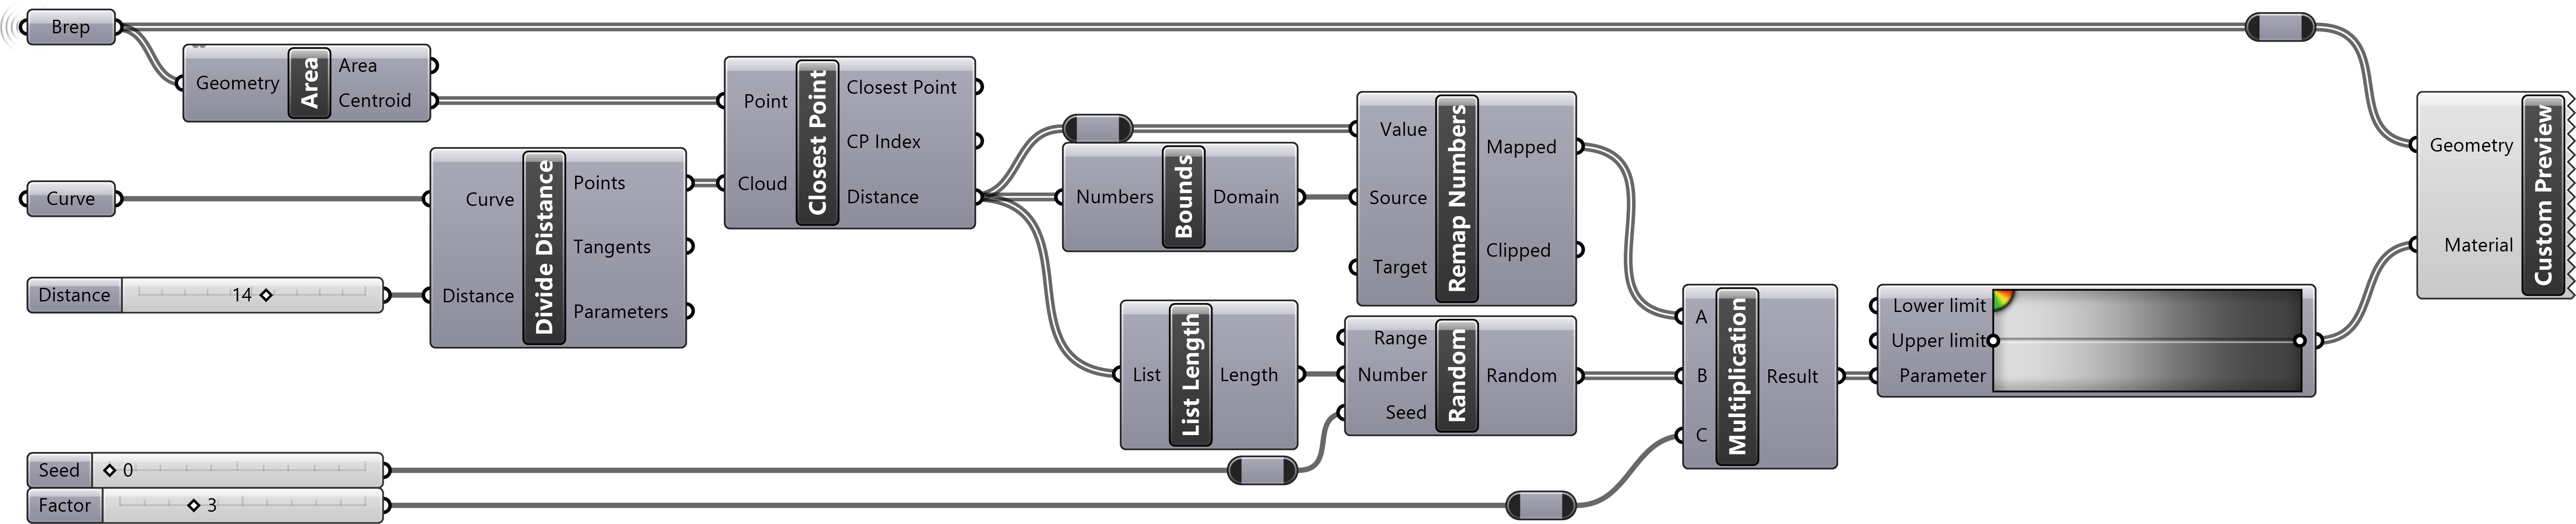 Brep
Geometry
Area
Area
Centroid
Curve
Distance 14
Curve
Distance
Divide Distance
Points
Tangents
Parameters
Point
Cloud
Closest Point
Closest Point
CP Index
Distance
Numbers
Bounds
Domain
Value
Source
Target
Remap Numbers
Mapped
Clipped
List
List Length
Length
Range
Number
Seed
Random
Random
Seed 0
Factor 3
A
B
C
Multiplication
Result
Lower limit
Upper limit
Parameter
Geometry
Material
Custom Preview